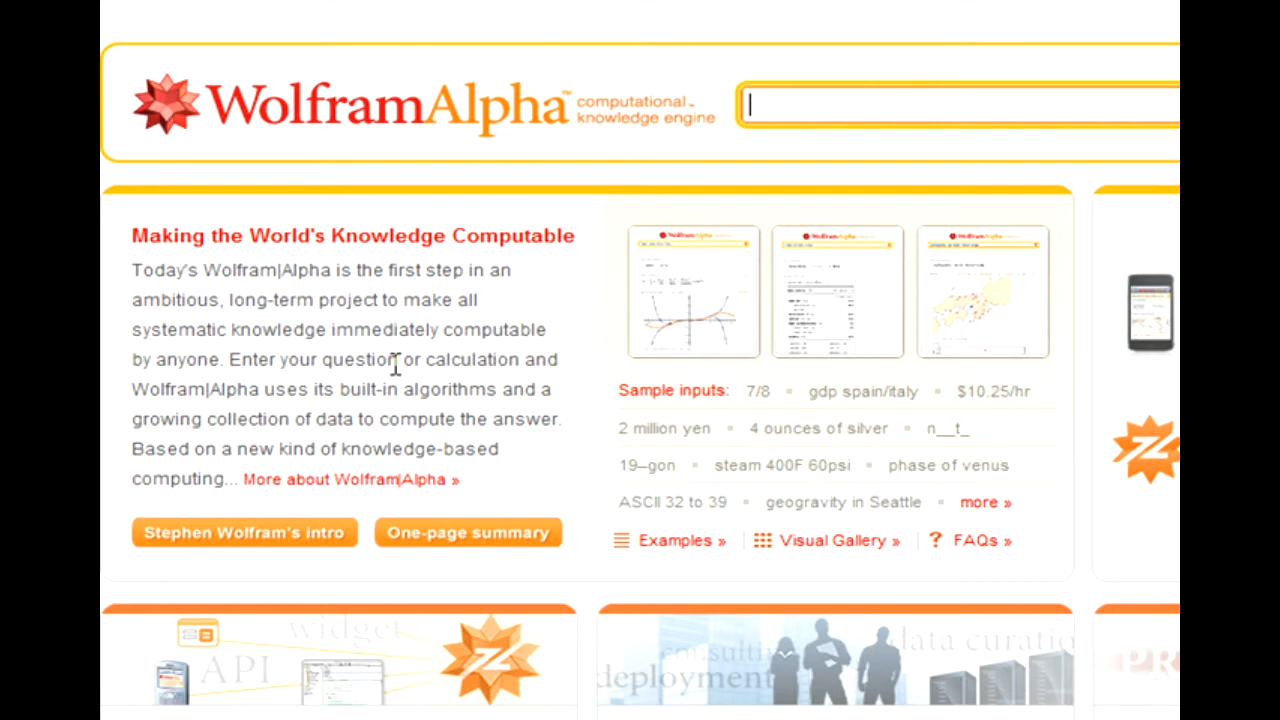 WolframAlpha™ computational knowledge engine
Making the World's Knowledge Computable
Today's Wolfram|Alpha is the first step in an
ambitious, long-term project to make all
systematic knowledge immediately computable
by anyone. Enter your question or calculation and
Wolfram|Alpha uses its built-in algorithms and a
growing collection of data to compute the answer.
Based on a new kind of knowledge-based
computing... More about Wolfram|Alpha »
Stephen Wolfram's intro One-page summary
WolframAlpha WolframAlpha WolframAlpha
Sample inputs: 7/8 gdp spain/italy $10.25/hr
2 million yen 4 ounces of silver n__t_
19–gon steam 400F 60psi phase of venus
ASCII 32 to 39 geogravity in Seattle more »
Examples » Visual Gallery » ? FAQs »
widget
API
consulti
deployment
data curatio
PR